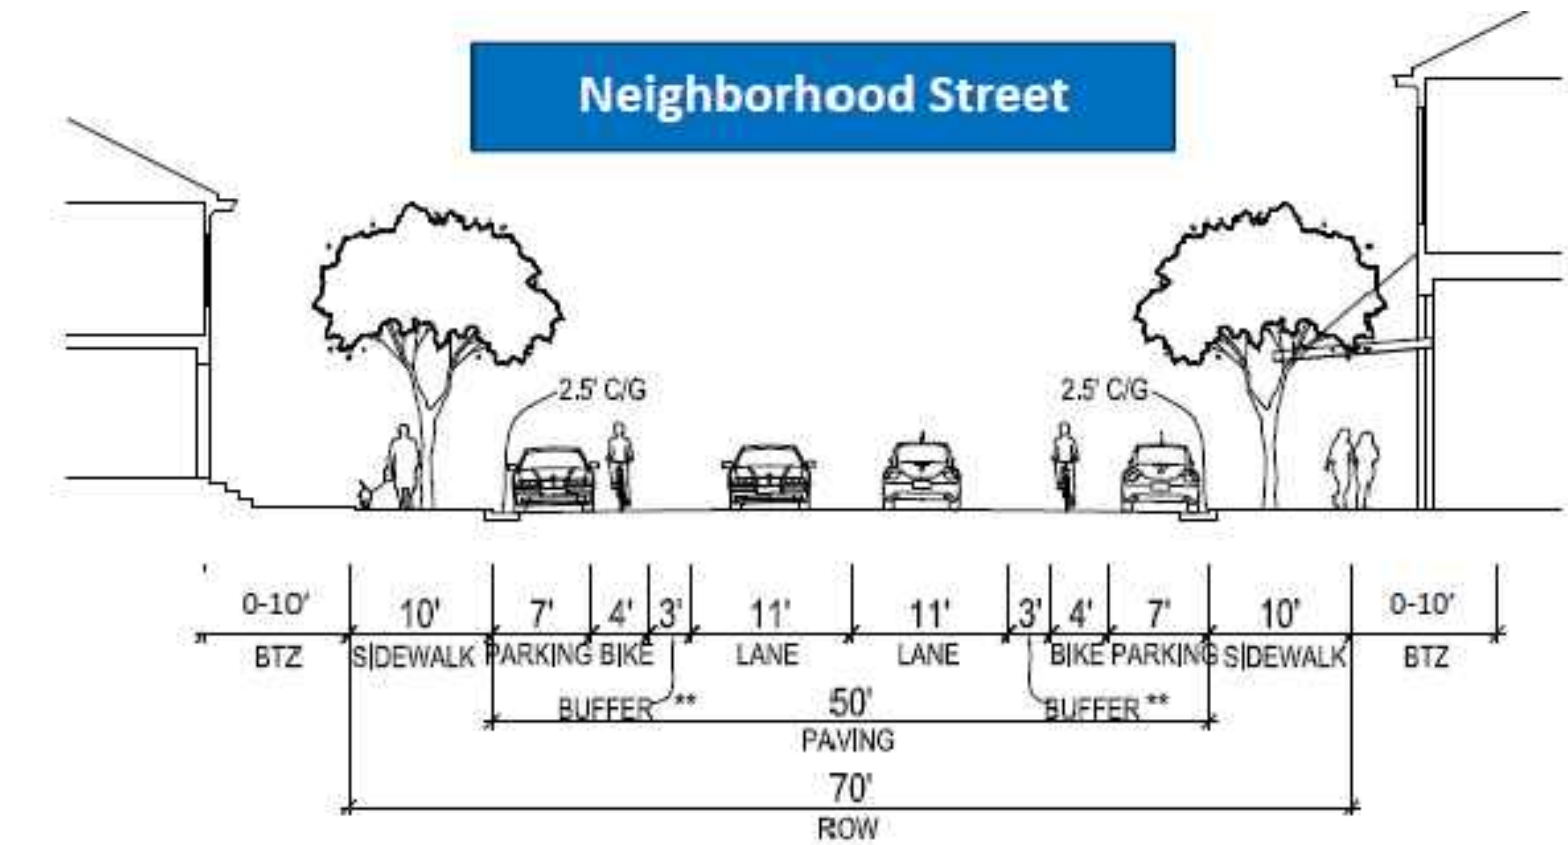 Neighborhood Street
2.5' C/G 2.5' C/G
0-10' 10' 7' 4' 3' 11' 11' 3' 4' 7' 10' 0-10'
BTZ SIDEWALK PARKING BIKE LANE LANE BIKE PARKING SIDEWALK BTZ
BUFFER ** 50' BUFFER **
PAVING
70'
ROW